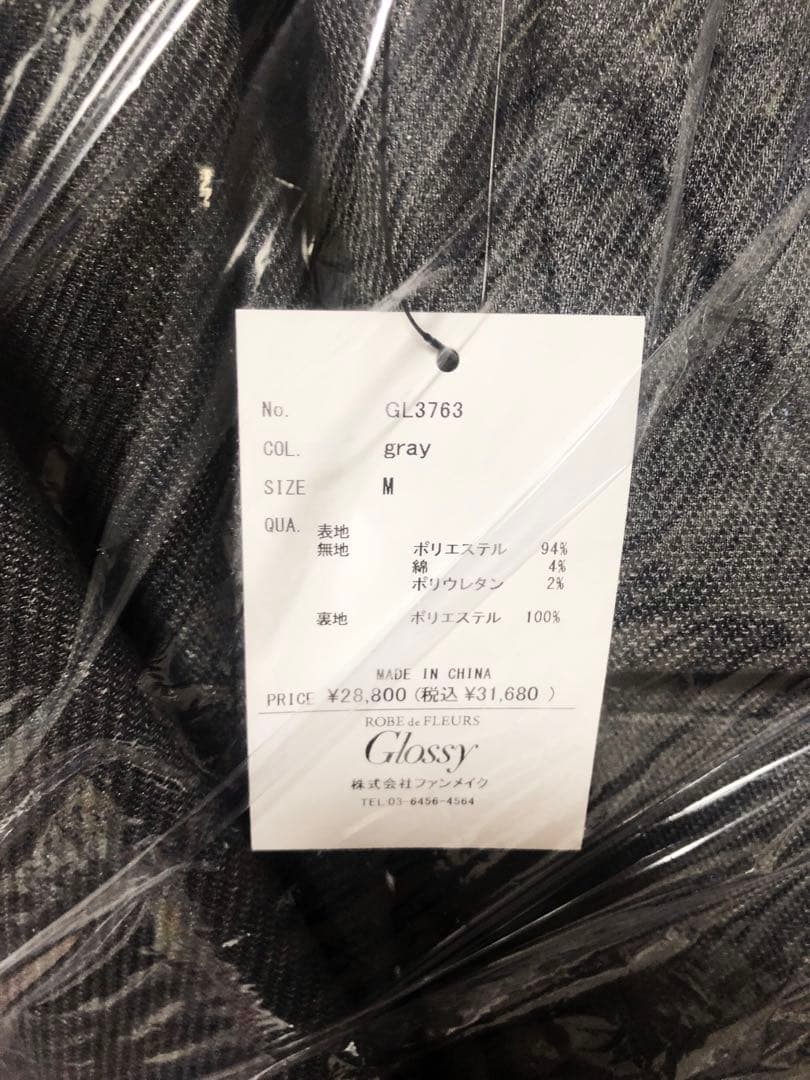 No. GL3763
COL. gray
SIZE M
QUA. 表地
無地 ポリエステル 94%
綿 4%
ポリウレタン 2%
裏地 ポリエステル 100%
MADE IN CHINA
PRICE ¥28,800 (税込 ¥31,680 )
ROBE de FLEURS
Glossy
株式会社ファンメイク
TEL:03-6456-4564